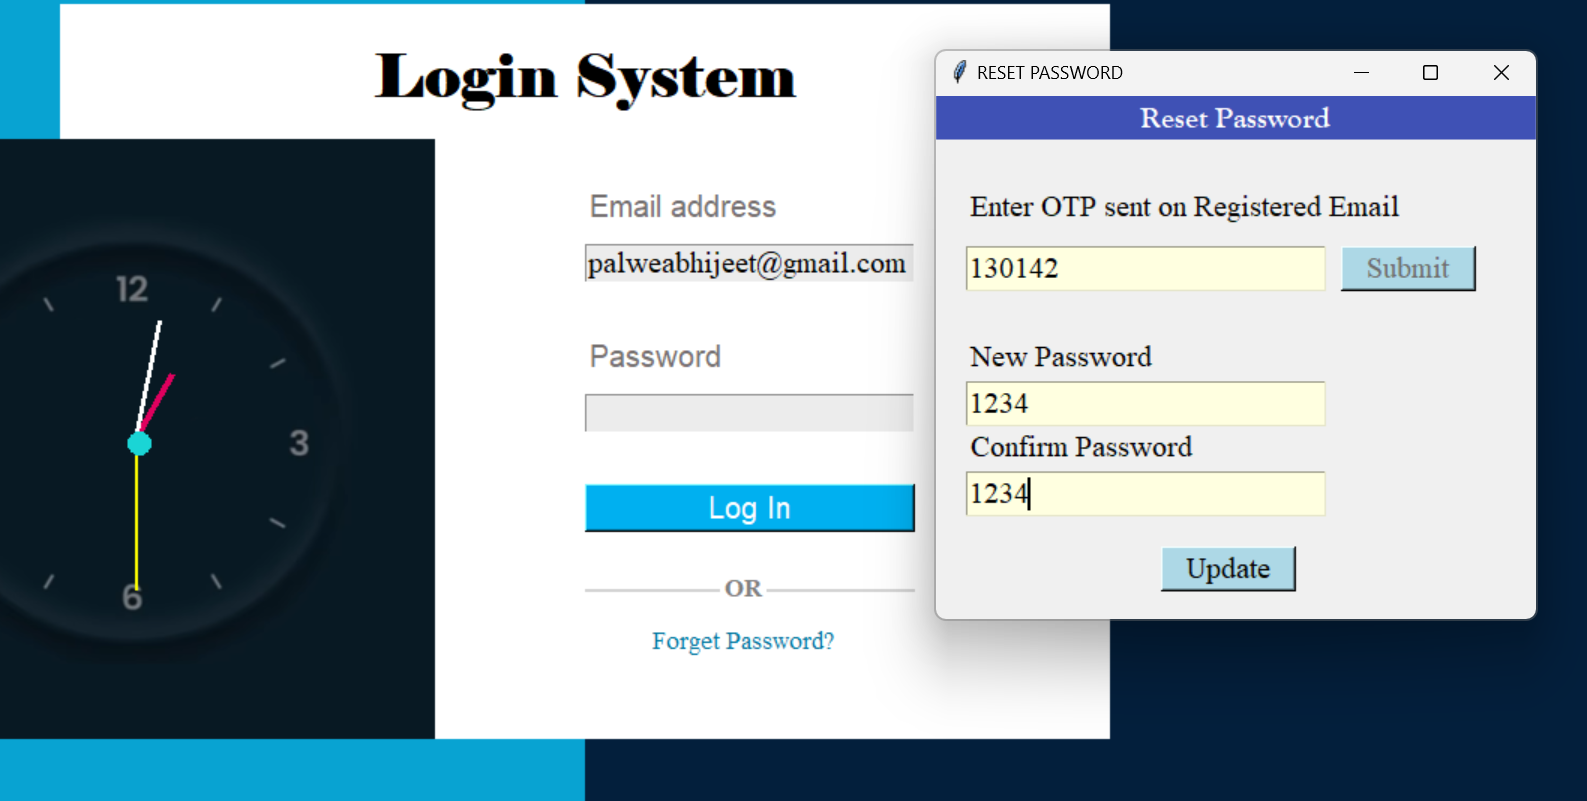 Login System
12
3
6
Email address
palweabhijeet@gmail.com
Password
Log In
OR
Forget Password?
RESET PASSWORD
Reset Password
Enter OTP sent on Registered Email
130142
Submit
New Password
1234
Confirm Password
1234
Update